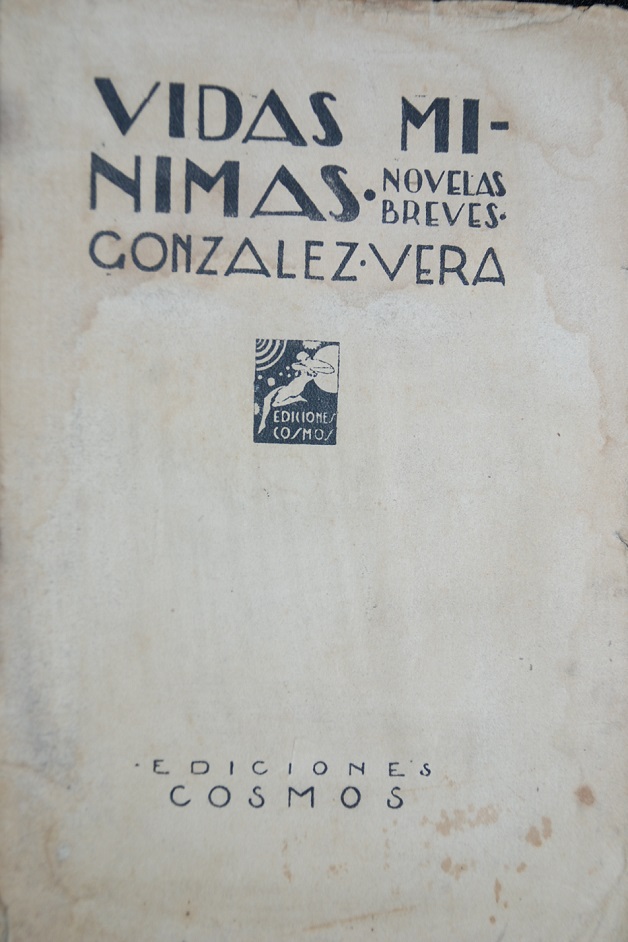 VIDAS MI-
NIMAS · NOVELAS
BREVES ·
GONZALEZ · VERA
EDICIONES
COSMOS
· EDICIONES
COSMOS